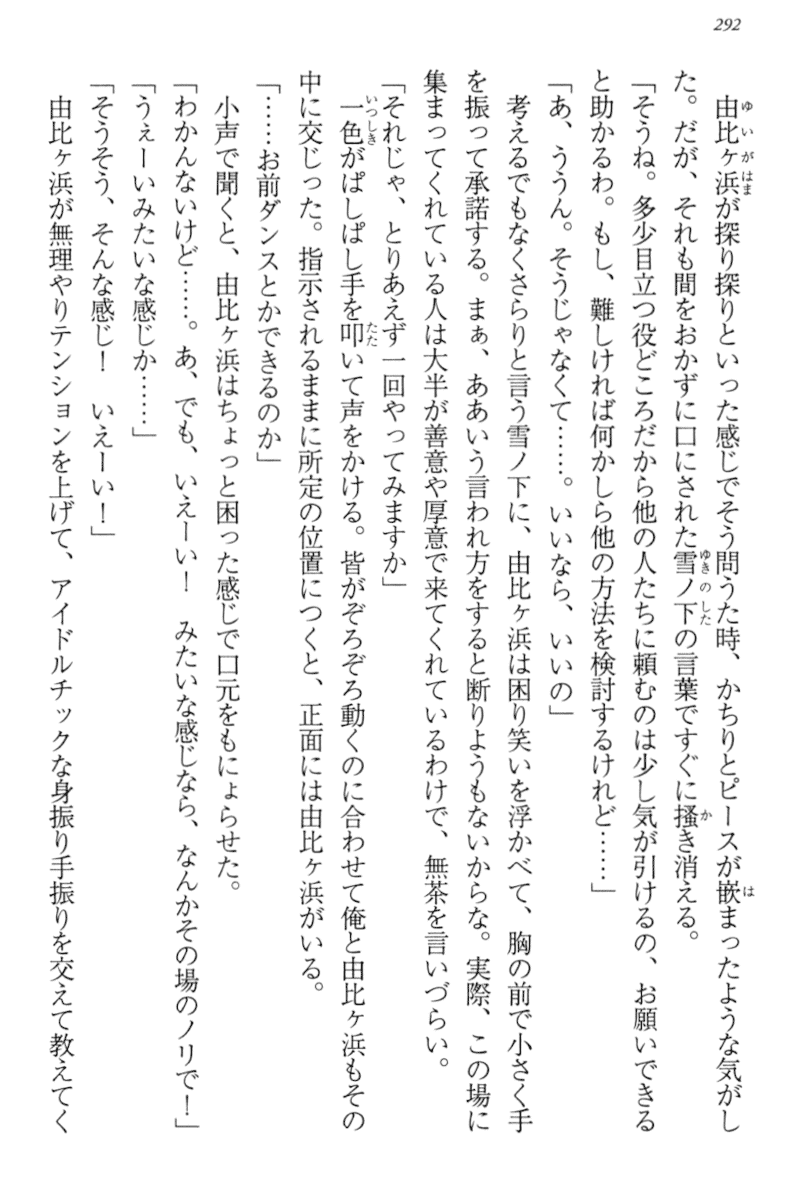 292
由比ヶ浜が探り探りといった感じでそう問うた時、かちりとピースが嵌まったような気がし
た。だが、それも間をおかずに口にされた雪ノ下の言葉ですぐに掻き消える。
「そうね。多少目立つ役どころだから他の人たちに頼むのは少し気が引けるの、お願いできる
と助かるわ。もし、難しければ何かしら他の方法を検討するけれど……」
「あ、ううん。そうじゃなくて……。いいなら、いいの」
考えるでもなくさらりと言う雪ノ下に、由比ヶ浜は困り笑いを浮かべて、胸の前で小さく手
を振って承諾する。まぁ、ああいう言われ方をすると断りようもないからな。実際、この場に
集まってくれている人は大半が善意や厚意で来てくれているわけで、無茶を言いづらい。
「それじゃ、とりあえず一回やってみますか」
一色がぱしぱし手を叩いて声をかける。皆がぞろぞろ動くのに合わせて俺と由比ヶ浜もその
中に交じった。指示されるままに所定の位置につくと、正面には由比ヶ浜がいる。
「……お前ダンスとかできるのか」
小声で聞くと、由比ヶ浜はちょっと困った感じで口元をもにょらせた。
「わかんないけど……。あ、でも、いえーい！　みたいな感じなら、なんかその場のノリで！」
「うぇーいみたいな感じか……」
「そうそう、そんな感じ！　いえーい！」
由比ヶ浜が無理やりテンションを上げて、アイドルチックな身振り手振りを交えて教えてく